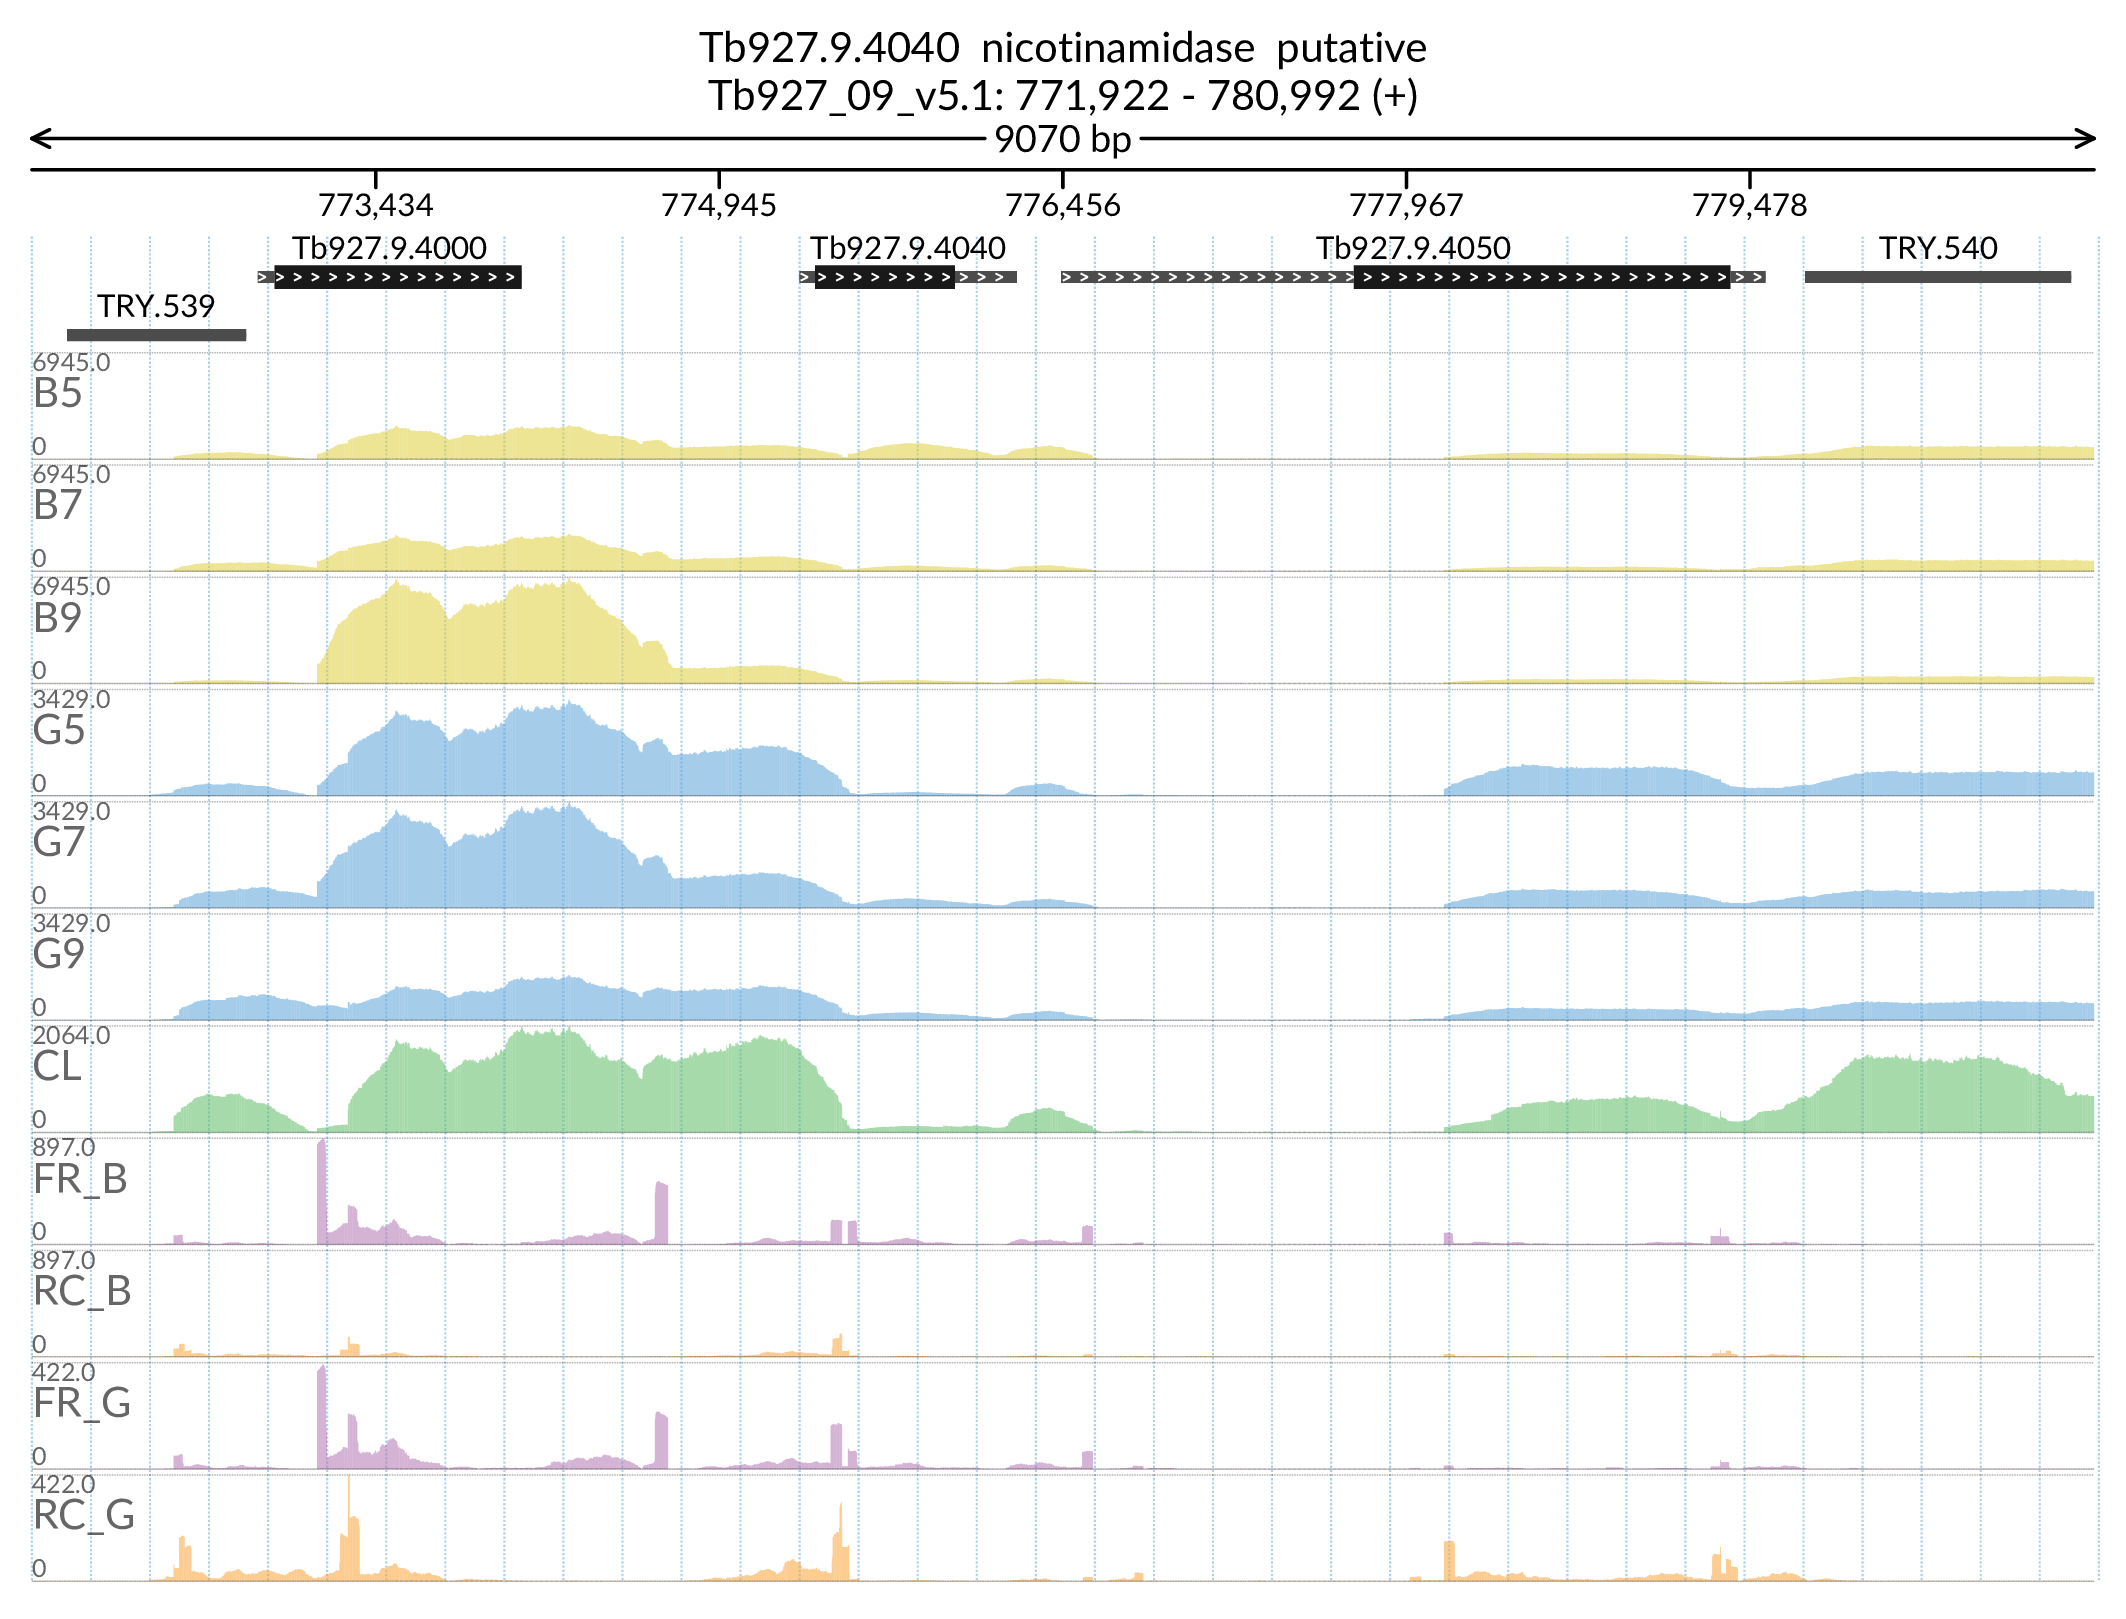 Tb927.9.4040 nicotinamidase putative
Tb927_09_v5.1: 771,922 - 780,992 (+)
9070 bp
773,434 774,945 776,456 777,967 779,478
Tb927.9.4000 Tb927.9.4040 Tb927.9.4050 TRY.540
TRY.539
6945.0
B5
0
6945.0
B7
0
6945.0
B9
0
3429.0
G5
0
3429.0
G7
0
3429.0
G9
0
2064.0
CL
0
897.0
FR_B
0
897.0
RC_B
0
422.0
FR_G
0
422.0
RC_G
0